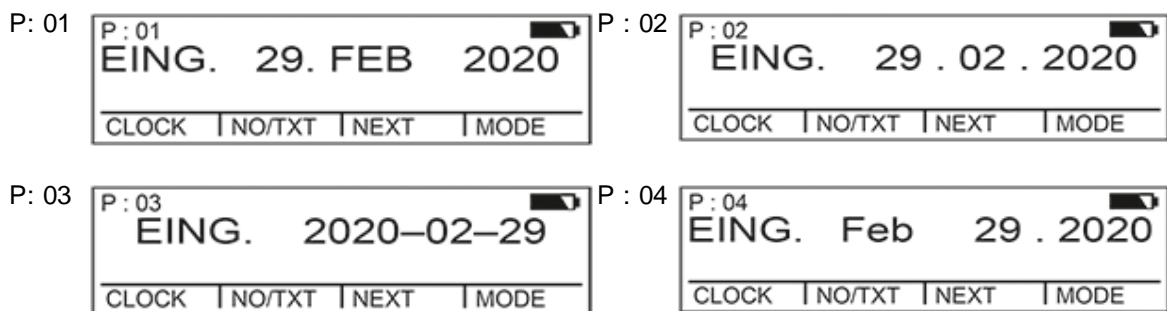 P: 01
P : 01
EING. 29. FEB 2020
CLOCK NO/TXT NEXT MODE
P : 02
P : 02
EING. 29 . 02 . 2020
CLOCK NO/TXT NEXT MODE
P: 03
P : 03
EING. 2020–02–29
CLOCK NO/TXT NEXT MODE
P : 04
P : 04
EING. Feb 29 . 2020
CLOCK NO/TXT NEXT MODE